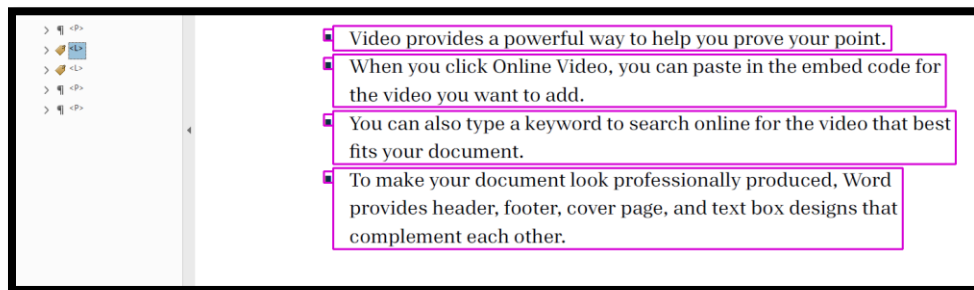 ¶ <P>
<L>
<L>
¶ <P>
¶ <P>
Video provides a powerful way to help you prove your point.
When you click Online Video, you can paste in the embed code for
the video you want to add.
You can also type a keyword to search online for the video that best
fits your document.
To make your document look professionally produced, Word
provides header, footer, cover page, and text box designs that
complement each other.